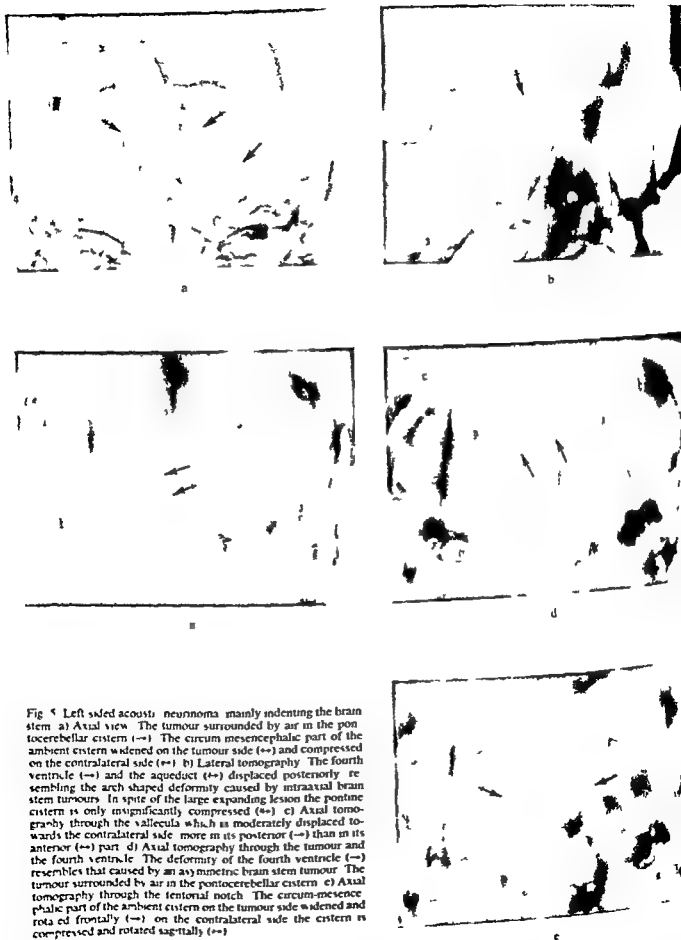 a
b
d
Fig 5 Left sided acousti neurinoma mainly indenting the brain
stem a) Axial view The tumour surrounded by air in the pon
tocerebellar cistern (→) The circum mesencephalic part of the
ambient cistern widened on the tumour side (↔) and compressed
on the contralateral side (↔) b) Lateral tomography The fourth
ventricle (→) and the aqueduct (↔) displaced posteriorly re
sembling the arch shaped deformity caused by intraaxial brain
stem tumours In spite of the large expanding lesion the pontine
cistern is only insignificantly compressed (↔) c) Axial tomo
graphy through the vallecula which is moderately displaced to
wards the contralateral side more in its posterior (→) than in its
anterior (↔) part d) Axial tomography through the tumour and
the fourth ventricle The deformity of the fourth ventricle (→)
resembles that caused by an asymmetric brain stem tumour The
tumour surrounded by air in the pontocerebellar cistern e) Axial
tomography through the tentorial notch The circum-mesence
phalic part of the ambient cistern on the tumour side widened and
rota ed frontally (→) on the contralateral side the cistern is
compressed and rotated sagittally (↔)